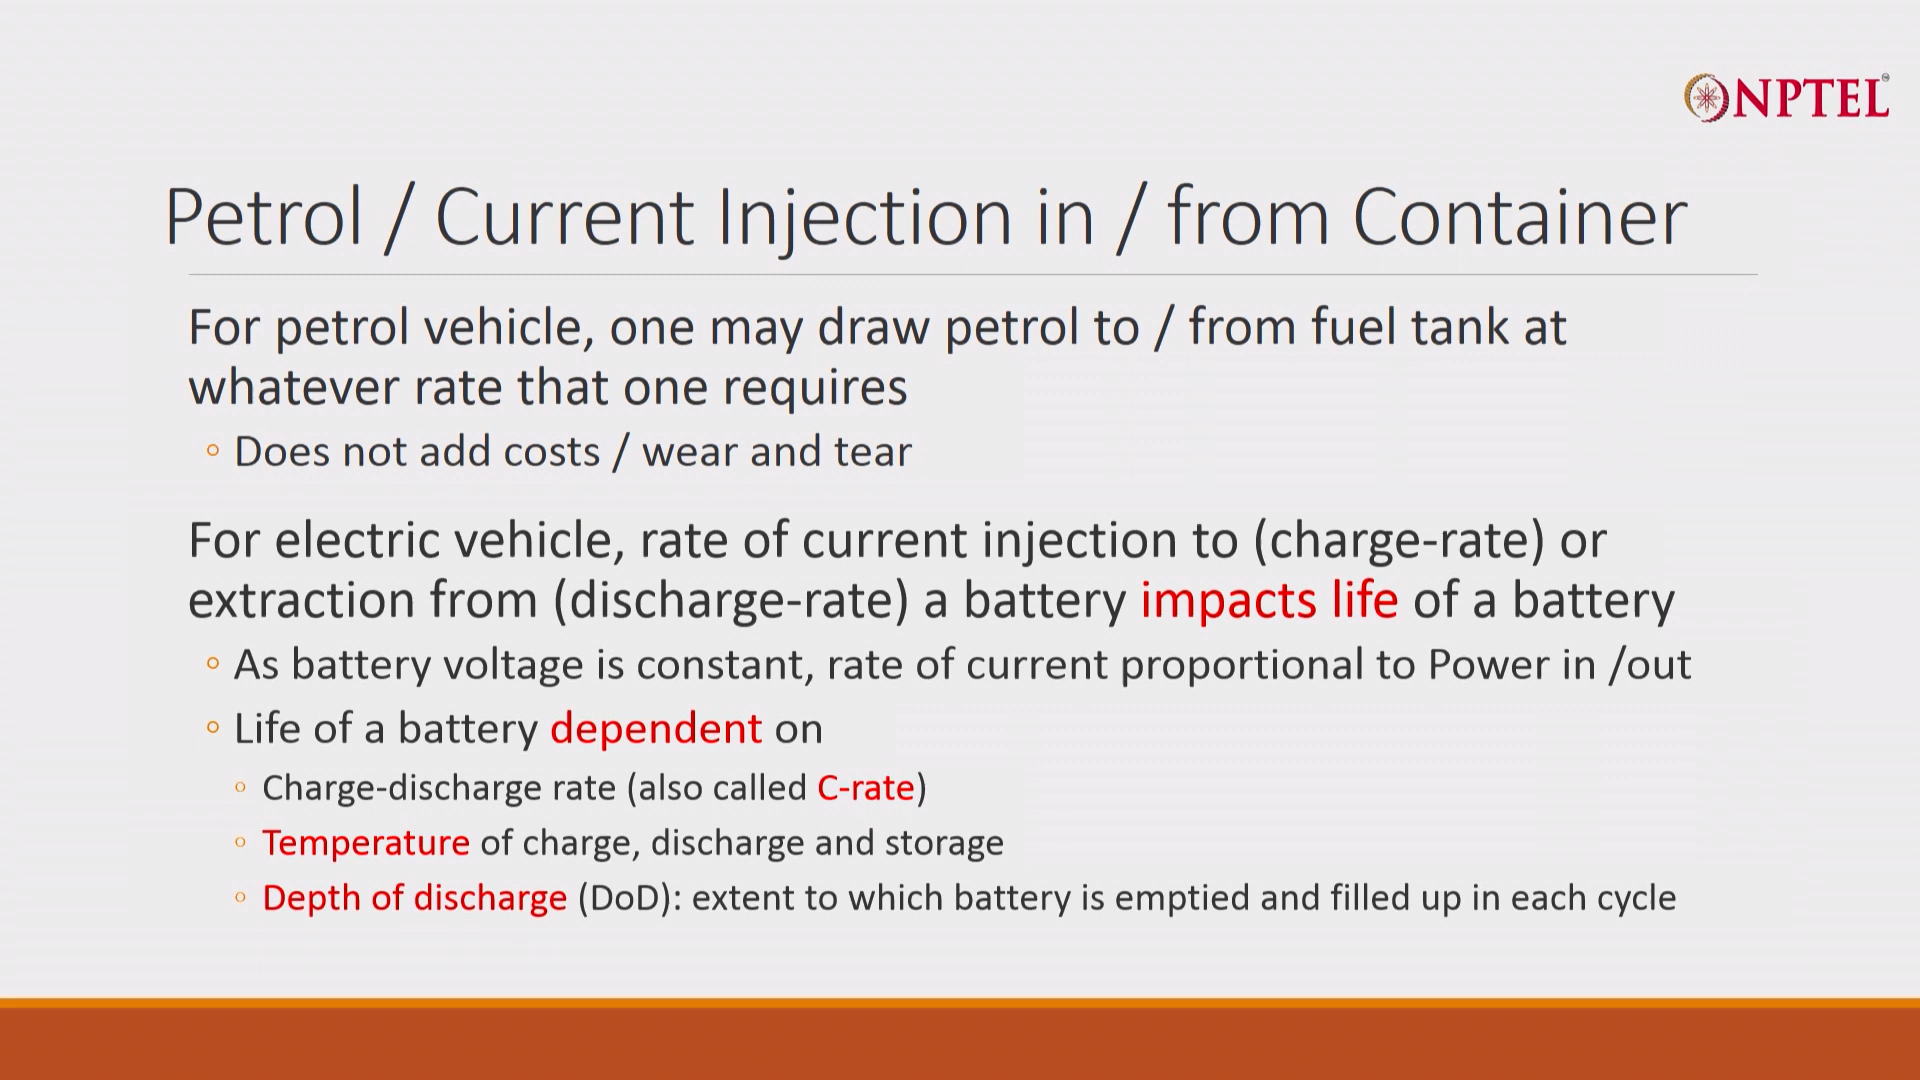 NPTEL
Petrol / Current Injection in / from Container
For petrol vehicle, one may draw petrol to / from fuel tank at
whatever rate that one requires
◦ Does not add costs / wear and tear
For electric vehicle, rate of current injection to (charge-rate) or
extraction from (discharge-rate) a battery impacts life of a battery
◦ As battery voltage is constant, rate of current proportional to Power in /out
◦ Life of a battery dependent on
◦ Charge-discharge rate (also called C-rate)
◦ Temperature of charge, discharge and storage
◦ Depth of discharge (DoD): extent to which battery is emptied and filled up in each cycle